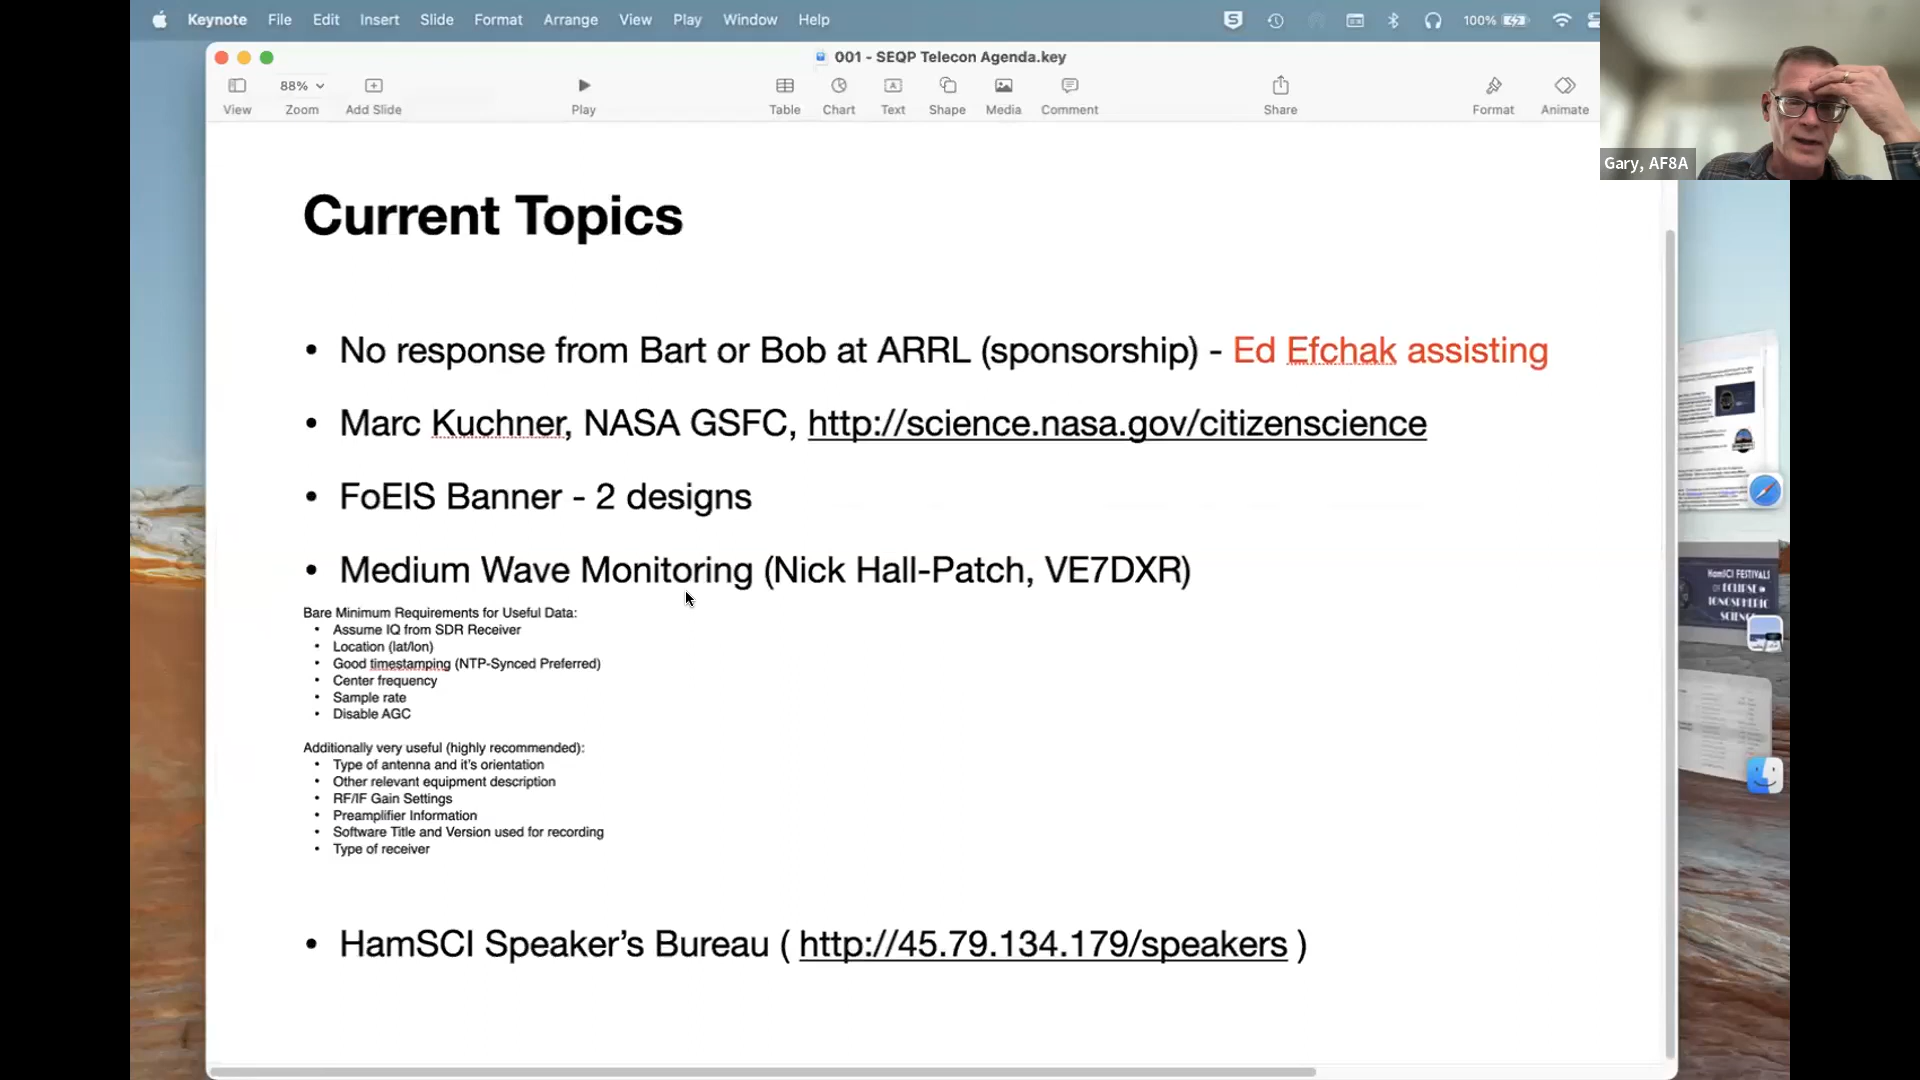 Keynote File Edit Insert Slide Format Arrange View Play Window Help
100%
001 - SEQP Telecon Agenda.key
88%
View Zoom Add Slide Play Table Chart Text Shape Media Comment Share Format Animate
Gary, AF8A
Current Topics
• No response from Bart or Bob at ARRL (sponsorship) - Ed Efchak assisting
• Marc Kuchner, NASA GSFC, http://science.nasa.gov/citizenscience
• FoEIS Banner - 2 designs
• Medium Wave Monitoring (Nick Hall-Patch, VE7DXR)
Bare Minimum Requirements for Useful Data:
• Assume IQ from SDR Receiver
• Location (lat/lon)
• Good timestamping (NTP-Synced Preferred)
• Center frequency
• Sample rate
• Disable AGC
Additionally very useful (highly recommended):
• Type of antenna and it's orientation
• Other relevant equipment description
• RF/IF Gain Settings
• Preamplifier Information
• Software Title and Version used for recording
• Type of receiver
• HamSCI Speaker’s Bureau ( http://45.79.134.179/speakers )
HamSCI FESTIVALS
OF ECLIPSE
IONOSPHERIC
SCIENCE